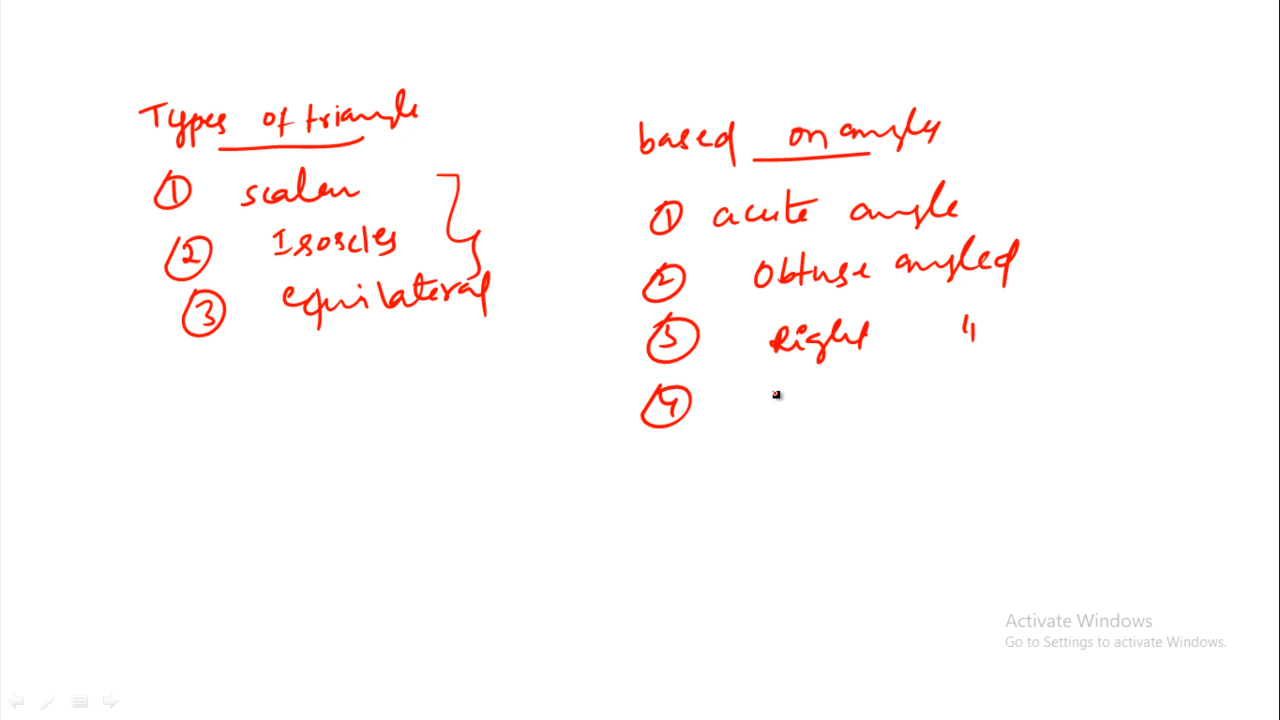 Types of triangle
① scalen
② Isoscles
③ equilateral
based on angles
① acute angle
② Obtuse angled
③ Right "
④
Activate Windows
Go to Settings to activate Windows.